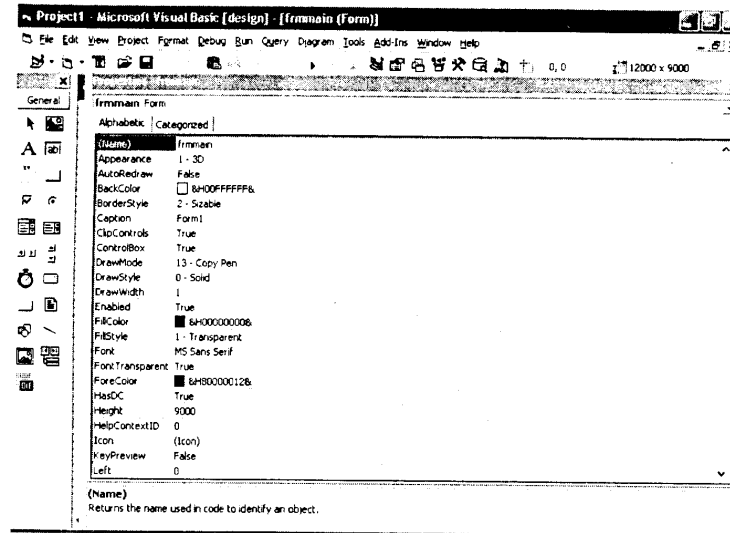 Project1 - Microsoft Visual Basic [design] - [frmmain (Form)]
File Edit View Project Format Debug Run Query Diagram Tools Add-Ins Window Help
0, 0 12000 x 9000
General
frmmain Form
Alphabetic Categorized
(Name) frmmain
Appearance 1 - 3D
AutoRedraw False
BackColor &H00FFFFFF&
BorderStyle 2 - Sizable
Caption Form1
ClipControls True
ControlBox True
DrawMode 13 - Copy Pen
DrawStyle 0 - Solid
DrawWidth 1
Enabled True
FillColor &H00000000&
FillStyle 1 - Transparent
Font MS Sans Serif
FontTransparent True
ForeColor &H80000012&
HasDC True
Height 9000
HelpContextID 0
Icon (Icon)
KeyPreview False
Left 0
(Name)
Returns the name used in code to identify an object.